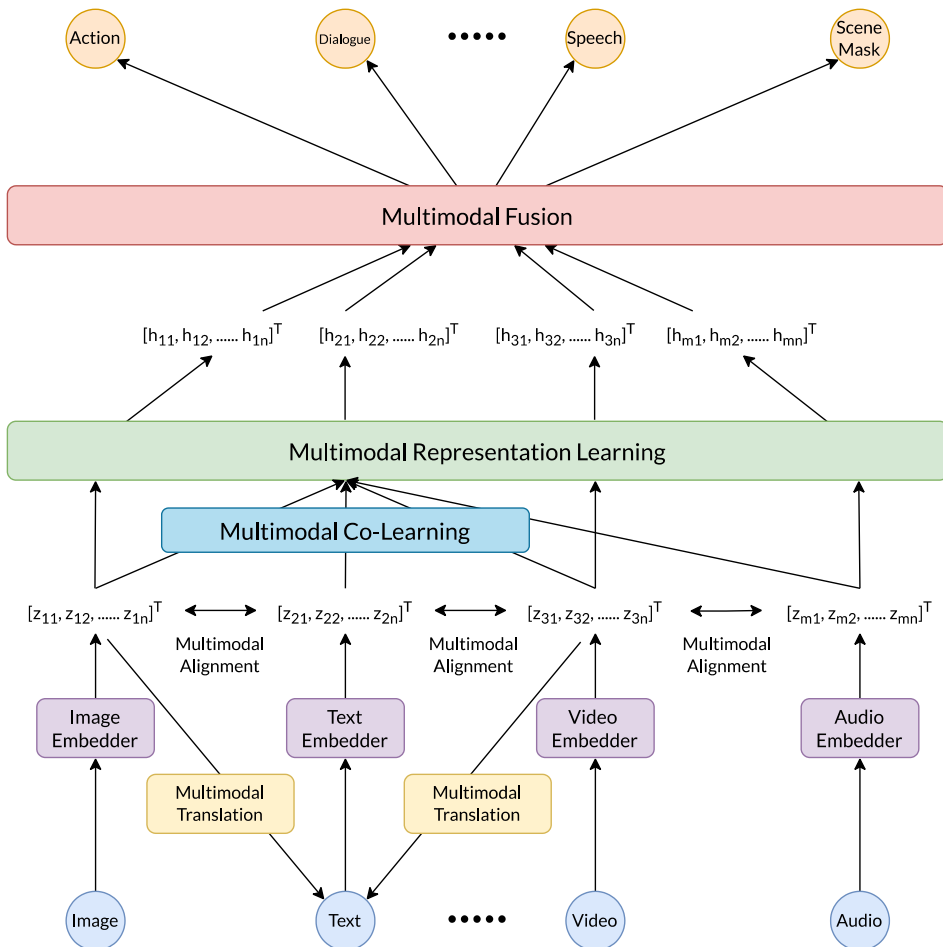 Action
Dialogue
•••••
Speech
Scene
Mask
Multimodal Fusion
[h₁₁, h₁₂, ...... h₁ₙ]ᵀ
[h₂₁, h₂₂, ...... h₂ₙ]ᵀ
[h₃₁, h₃₂, ...... h₃ₙ]ᵀ
[hₘ₁, hₘ₂, ...... hₘₙ]ᵀ
Multimodal Representation Learning
Multimodal Co-Learning
[z₁₁, z₁₂, ...... z₁ₙ]ᵀ
[z₂₁, z₂₂, ...... z₂ₙ]ᵀ
[z₃₁, z₃₂, ...... z₃ₙ]ᵀ
[zₘ₁, zₘ₂, ...... zₘₙ]ᵀ
Multimodal
Alignment
Multimodal
Alignment
Multimodal
Alignment
Image
Embedder
Text
Embedder
Video
Embedder
Audio
Embedder
Multimodal
Translation
Multimodal
Translation
Image
Text
•••••
Video
Audio